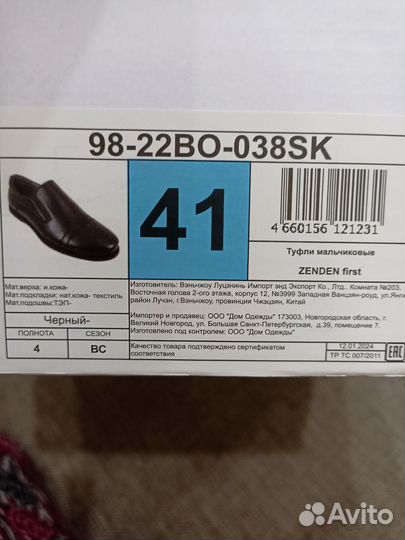 98-22BO-038SK
41
4 660156 121231
Туфли мальчиковые
ZENDEN first
Мат.верха: и.кожа-
Мат.подкладки: нат.кожа- текстиль
Мат.подошвы:ТЭП-
Черный-
ПОЛНОТА СЕЗОН
4 ВС
Изготовитель: Вэньчжоу Луцзнинь Импорт энд Экспорт Ко., Лтд., Комната №203,
Восточная голова 2-ого этажа, корпус 12, №3999 Западная Ванцзян-роуд, ул.Янги
район Лучэн, г.Вэньчжоу, провинция Чжэцзян, Китай
Импортер и продавец: ООО "Дом Одежды" 173003, Новгородская область, г.
Великий Новгород, ул. Большая Санкт-Петербургская, д.39, помещение 7.
Изготовлено под контролем: ООО "Дом Одежды"
Качество товара подтверждено сертификатом
соответствия
12.01.2024
ТР ТС 007/2011
EAC
Avito